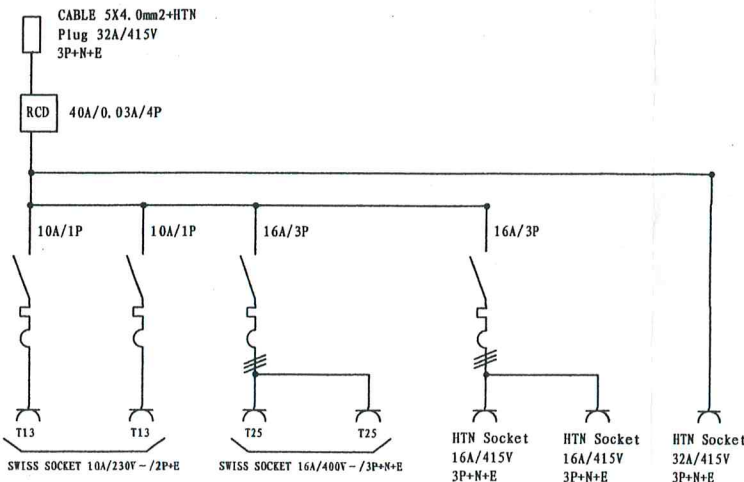 CABLE 5X4.0mm2+HTN
Plug 32A/415V
3P+N+E
RCD
40A/0.03A/4P
10A/1P
10A/1P
16A/3P
16A/3P
T13
T13
T25
T25
SWISS SOCKET 10A/230V~/2P+E
SWISS SOCKET 16A/400V~/3P+N+E
HTN Socket
16A/415V
3P+N+E
HTN Socket
16A/415V
3P+N+E
HTN Socket
32A/415V
3P+N+E